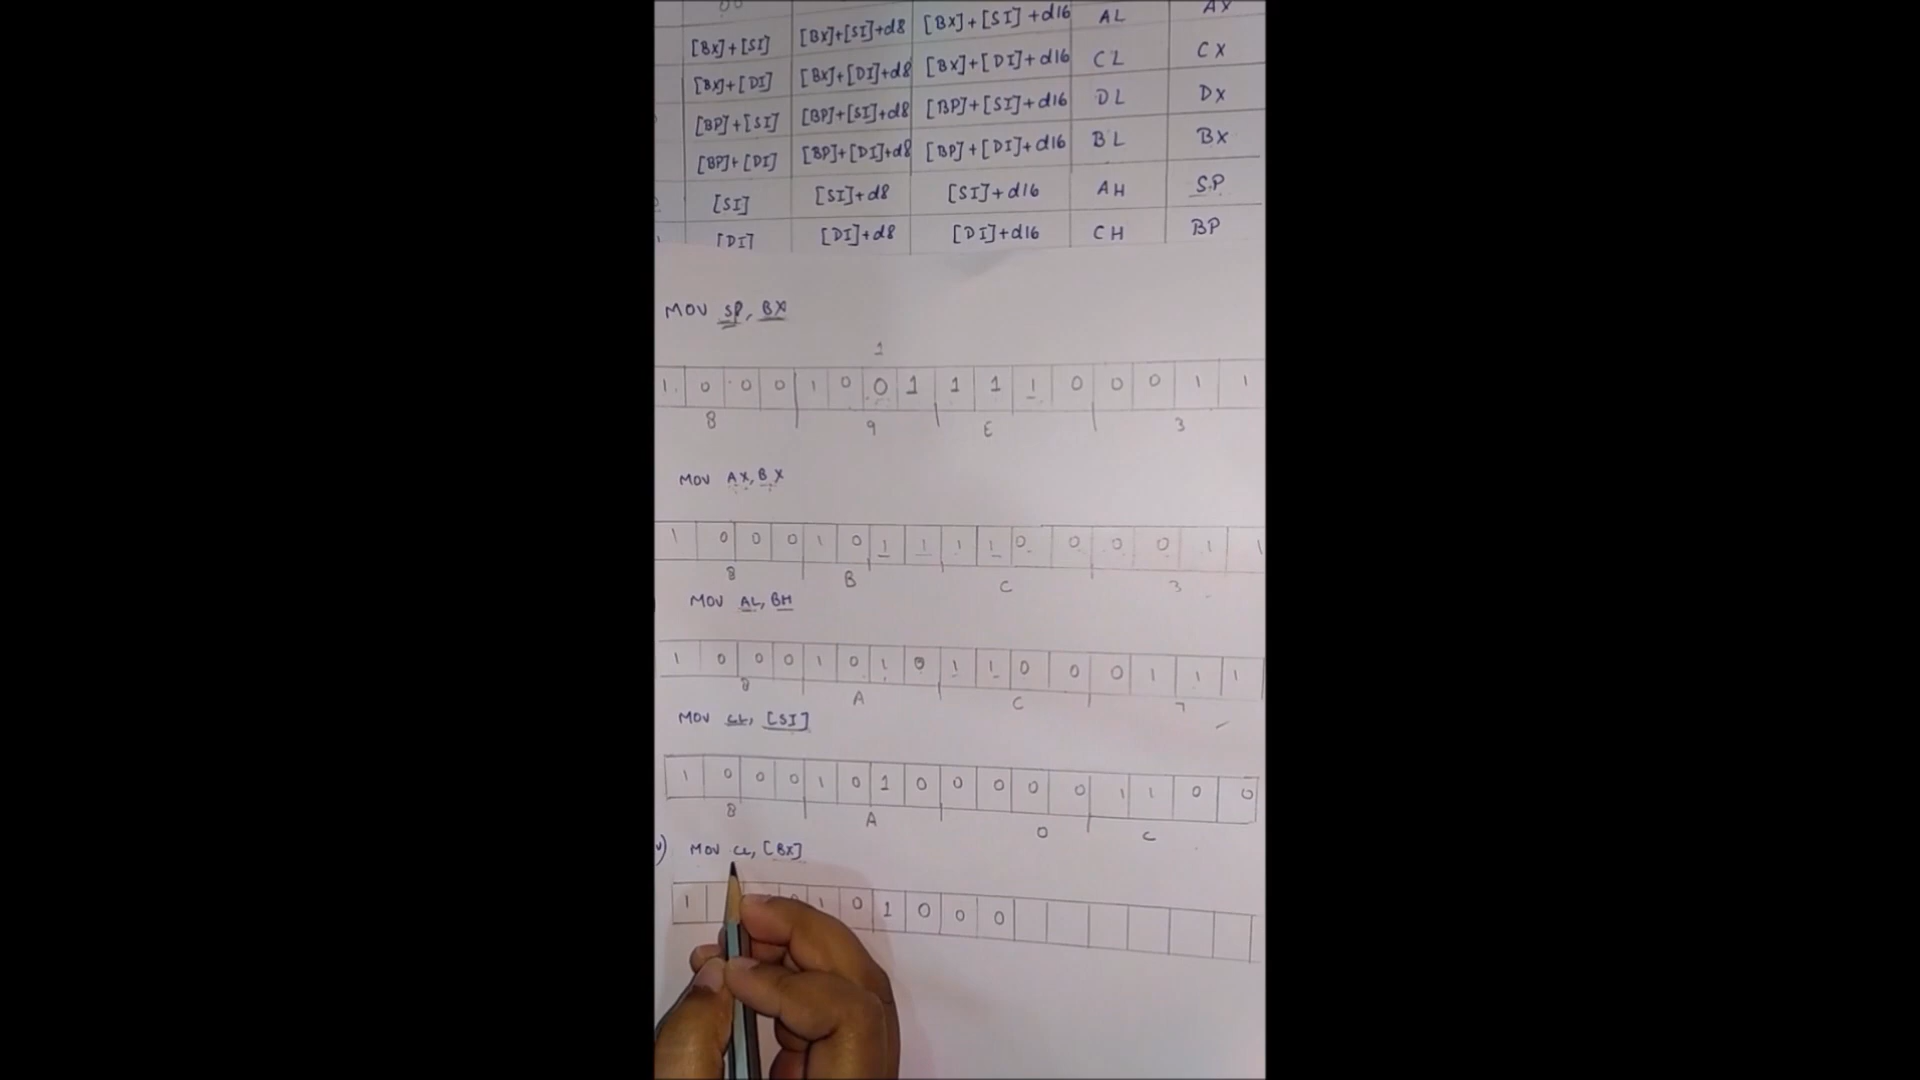 00 AX
[BX]+[SI] [BX]+[SI]+d8 [BX]+[SI]+d16 AL
[BX]+[DI] [BX]+[DI]+d8 [BX]+[DI]+d16 CL CX
[BP]+[SI] [BP]+[SI]+d8 [BP]+[SI]+d16 DL DX
[BP]+[DI] [BP]+[DI]+d8 [BP]+[DI]+d16 BL BX
[SI] [SI]+d8 [SI]+d16 AH SP
[DI] [DI]+d8 [DI]+d16 CH BP
MOV SP, BX
1
1 0 0 0 1 0 0 1 1 1 1 0 0 0 1 1
8 9 E 3
MOV AX, BX
1 0 0 0 1 0 1 1 1 1 0 0 0 0 1 1
8 B C 3
MOV AL, BH
1 0 0 0 1 0 1 0 1 1 0 0 0 1 1 1
8 A C 7
MOV CL, [SI]
1 0 0 0 1 0 1 0 0 0 0 0 1 1 0 0
8 A 0 C
v) MOV CL, [BX]
1 0 1 0 1 0 0 0